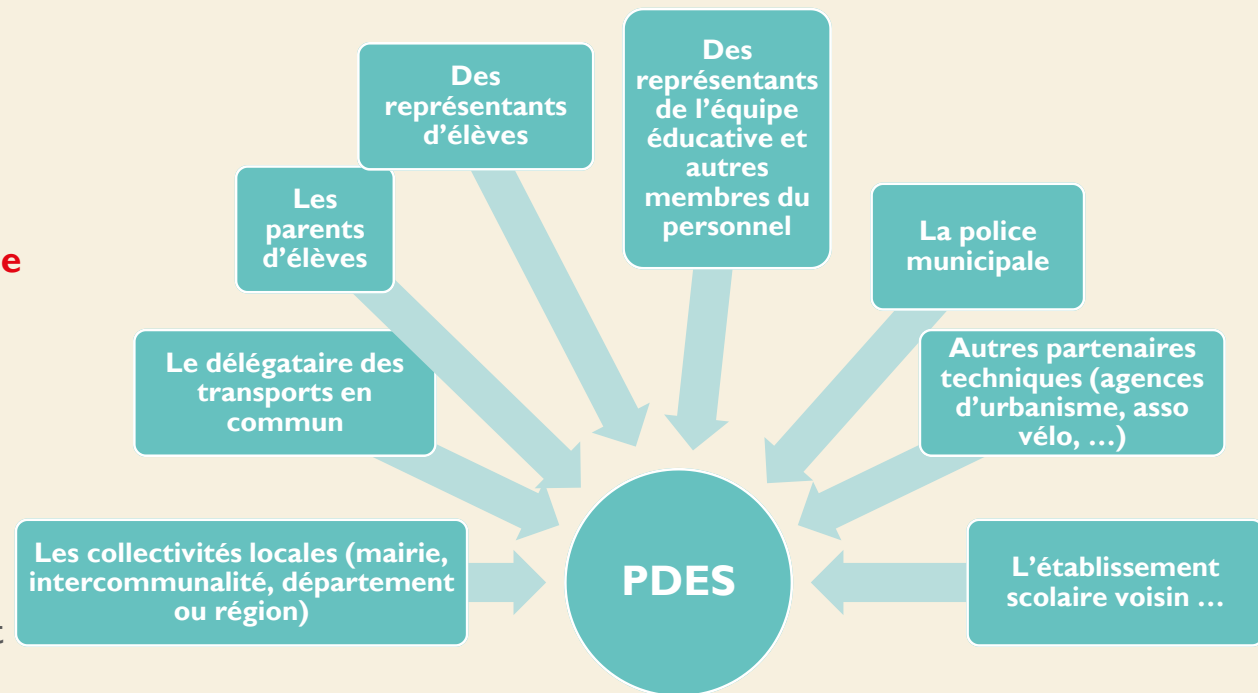 Des
représentants
de l’équipe
éducative et
autres
membres du
personnel
Des
représentants
d’élèves
Les
parents
d’élèves
La police
municipale
e
Le délégataire des
transports en
commun
Autres partenaires
techniques (agences
d’urbanisme, asso
vélo, …)
Les collectivités locales (mairie,
intercommunalité, département
ou région)
PDES
L’établissement
scolaire voisin …
t